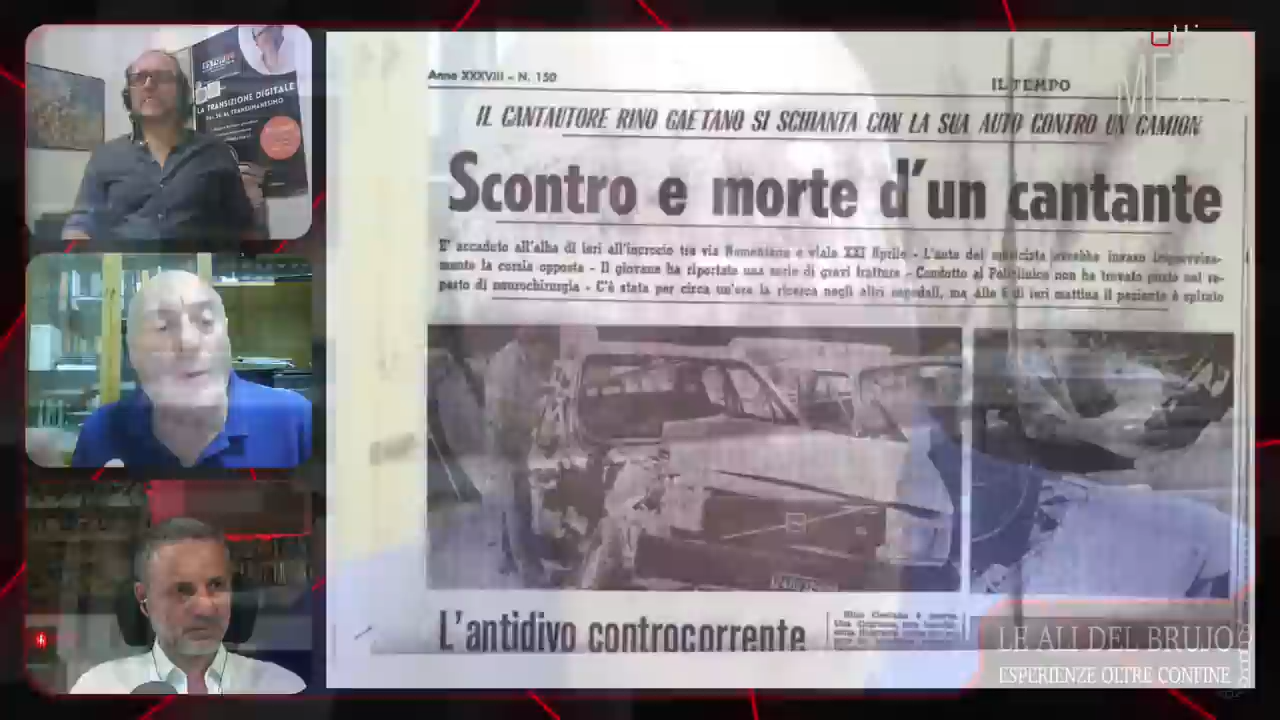 LA TRANSIZIONE DIGITALE
Anno XXXVIII - N. 150
IL TEMPO
IL CANTAUTORE RINO GAETANO SI SCHIANTA CON LA SUA AUTO CONTRO UN CAMION
Scontro e morte d'un cantante
E' accaduto all'alba di ieri all'incrocio tra via Nomentana e viale XXI Aprile - L'auto del musicista avrebbe invaso improvvisa-
mente la corsia opposta - Il giovane ha riportato una serie di gravi fratture - Condotto al Policlinico non ha trovato posto nel re-
parto di neurochirurgia - C'è stata per circa un'ora la ricerca negli altri ospedali, ma alle 6 di ieri mattina il paziente è spirato
L'antidivo controcorrente
LE ALI DEL BRUJO
ESPERIENZE OLTRE CONFINE